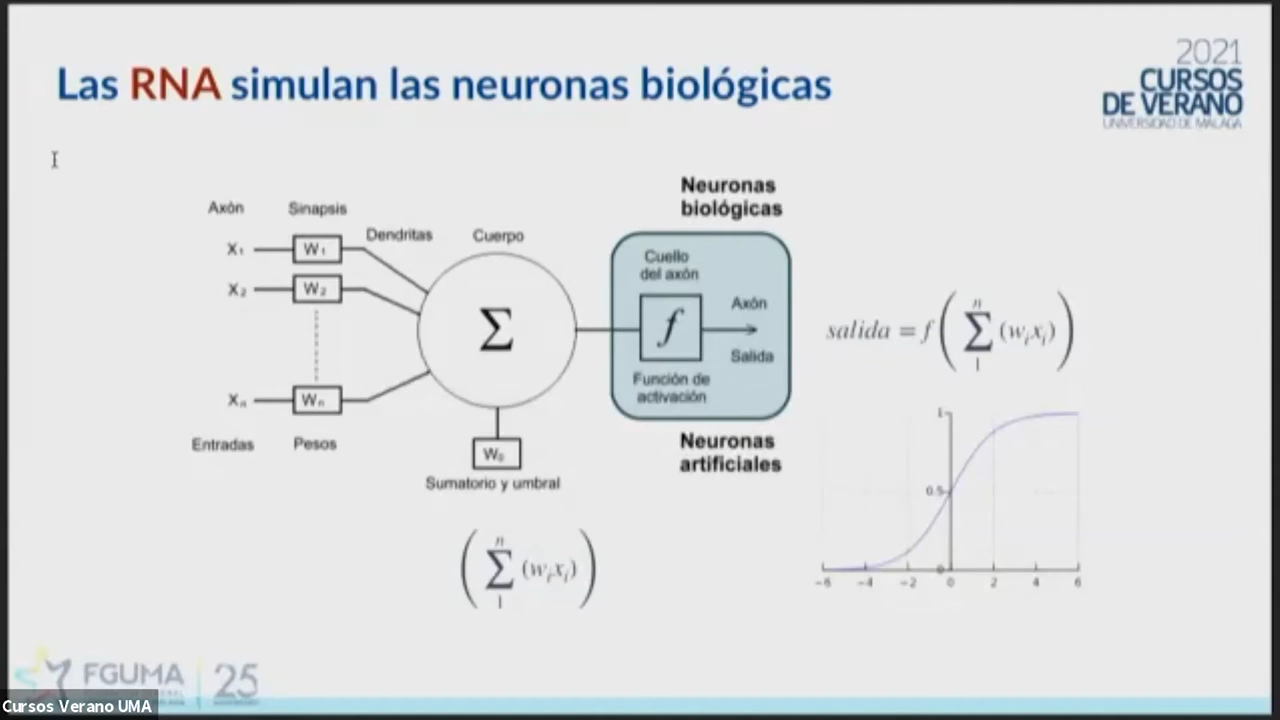 Las RNA simulan las neuronas biológicas
2021
CURSOS
DE VERANO
UNIVERSIDAD DE MÁLAGA
Neuronas
biológicas
Axón Sinapsis
Dendritas Cuerpo
X₁ W₁
X₂ W₂
Xₙ Wₙ
Entradas Pesos
Σ
W₀
Sumatorio y umbral
Cuello
del axón
f
Axón
Salida
Función de
activación
Neuronas
artificiales
salida = f(∑ⁿ₁ (wᵢxᵢ))
(∑ⁿ₁ (wᵢxᵢ))
1
0.5
0
-6 -4 -2 0 2 4 6
FGUMA 25
Cursos Verano UMA